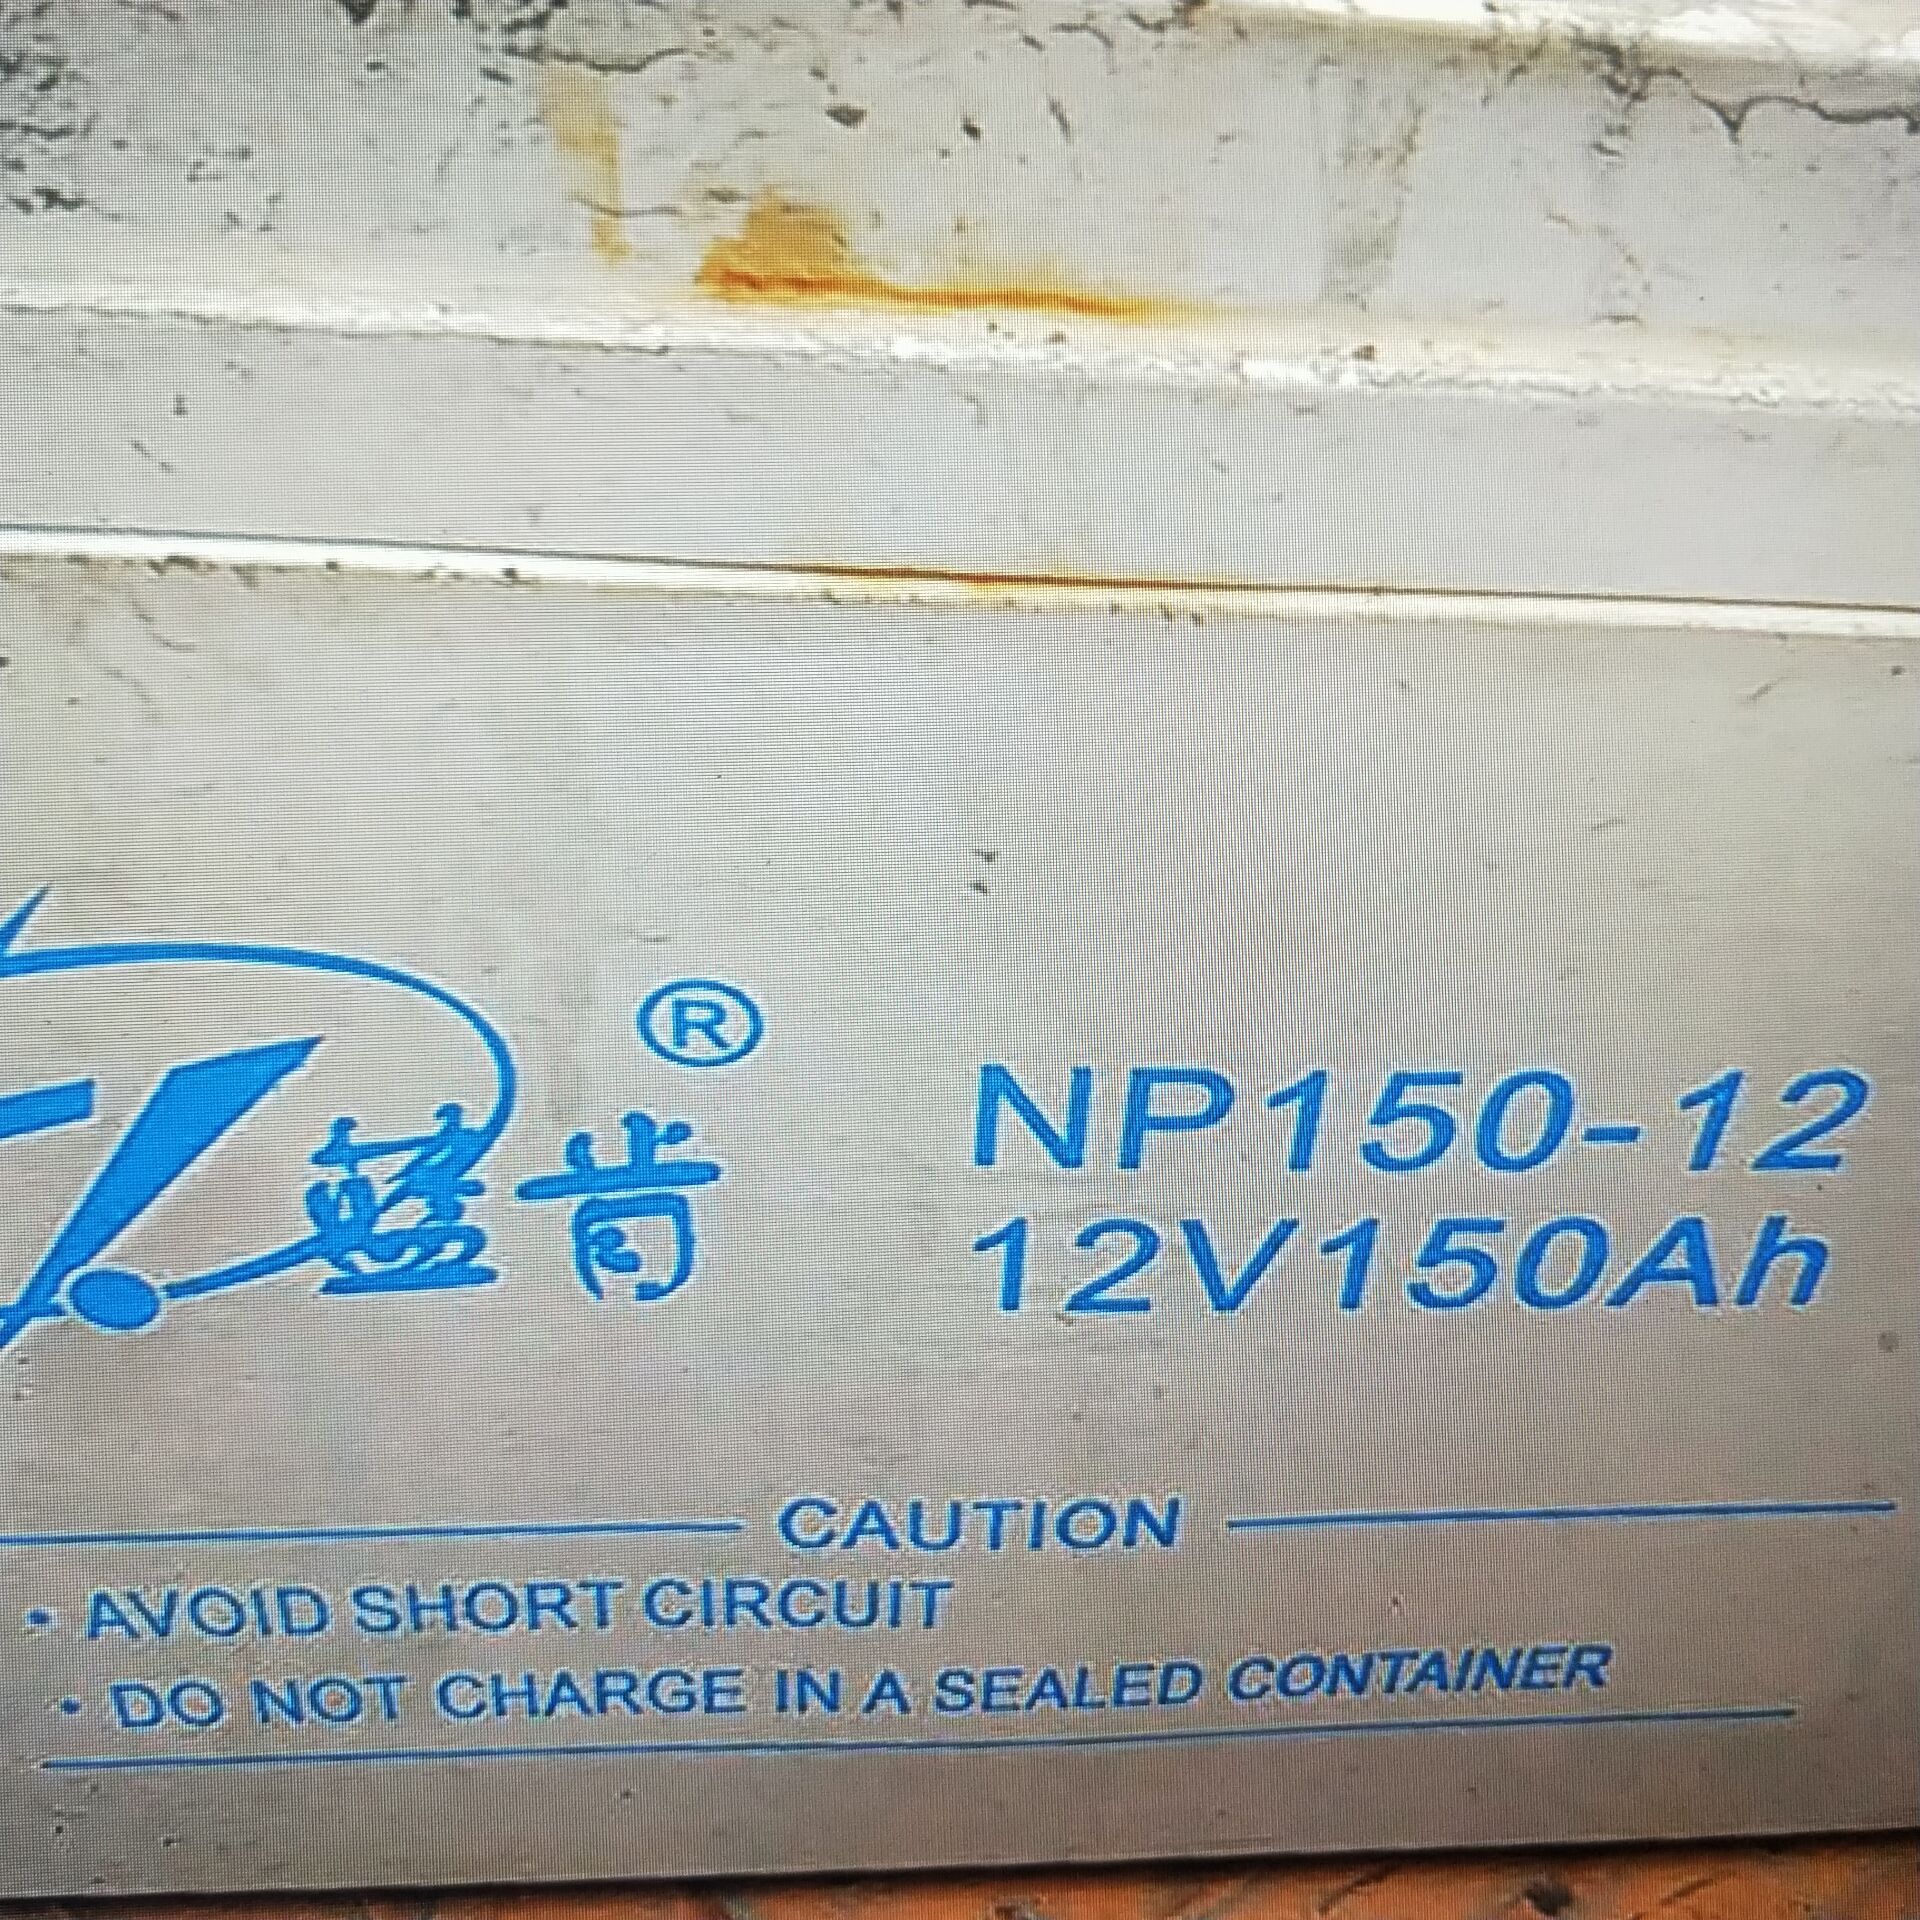 蓝肯®
NP150-12
12V150Ah
CAUTION
• AVOID SHORT CIRCUIT
• DO NOT CHARGE IN A SEALED CONTAINER